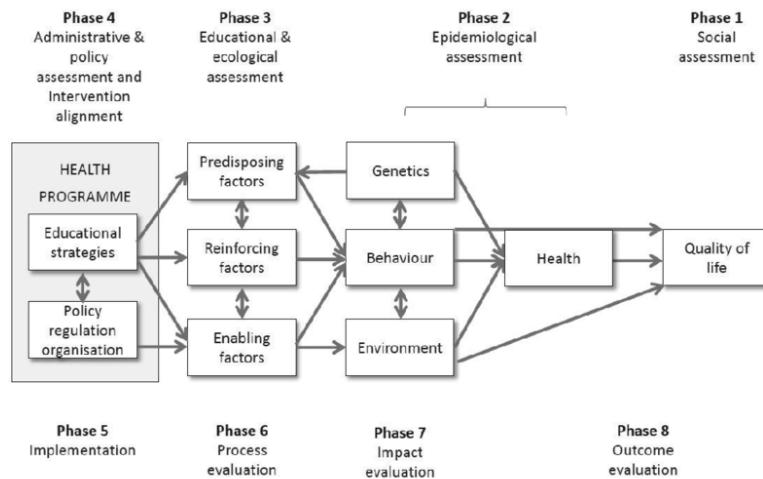 Phase 4
Administrative &
policy
assessment and
Intervention
alignment
Phase 3
Educational &
ecological
assessment
Phase 2
Epidemiological
assessment
Phase 1
Social
assessment
HEALTH
PROGRAMME
Educational
strategies
Policy
regulation
organisation
Predisposing
factors
Reinforcing
factors
Enabling
factors
Genetics
Behaviour
Environment
Health
Quality of
life
Phase 5
Implementation
Phase 6
Process
evaluation
Phase 7
Impact
evaluation
Phase 8
Outcome
evaluation